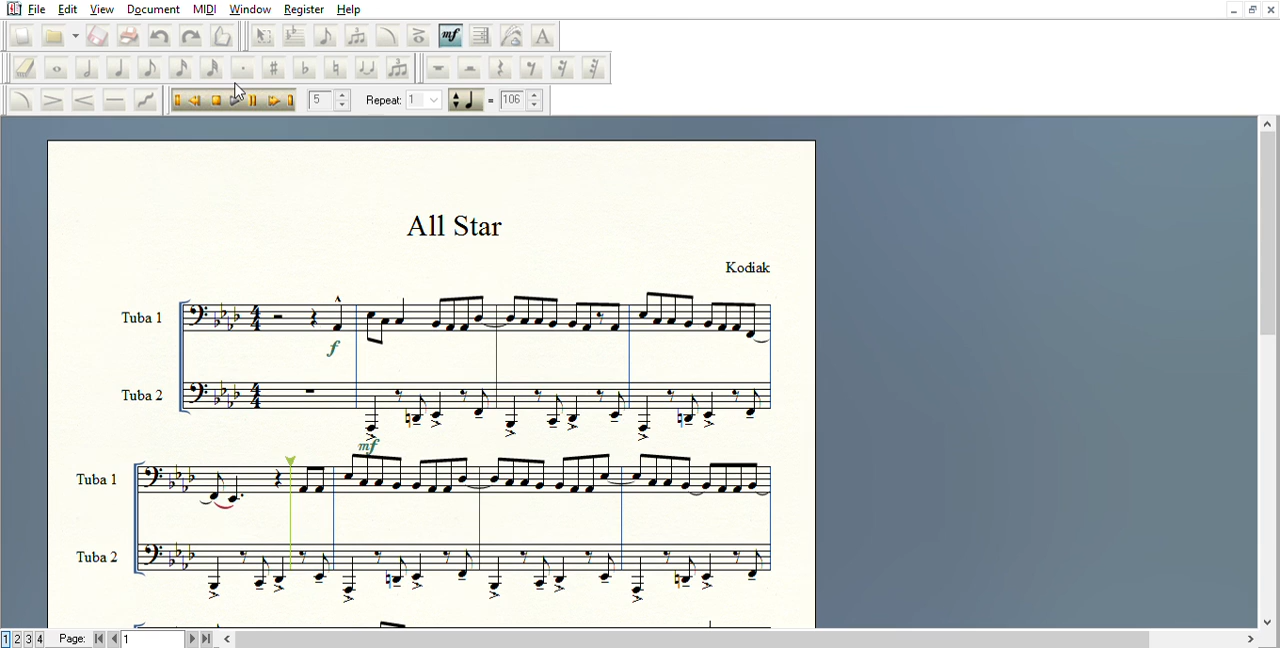 File Edit View Document MIDI Window Register Help
mf A
5 Repeat: 1 = 106
All Star
Kodiak
Tuba 1
f
Tuba 2
mf
Tuba 1
Tuba 2
1 2 3 4 Page: 1